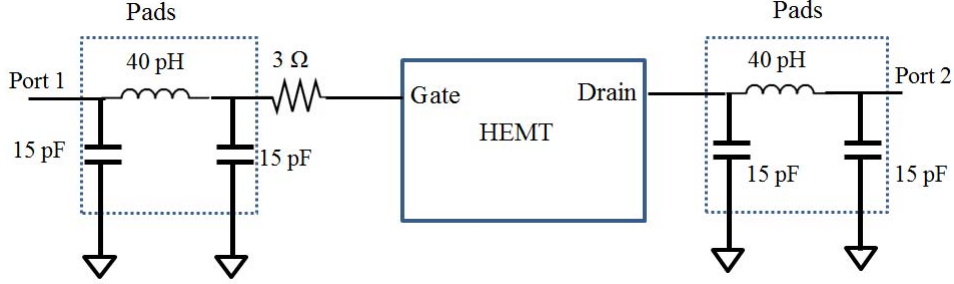 Pads
Pads
40 pH
3 Ω
40 pH
Port 1
Port 2
Gate
Drain
HEMT
15 pF
15 pF
15 pF
15 pF